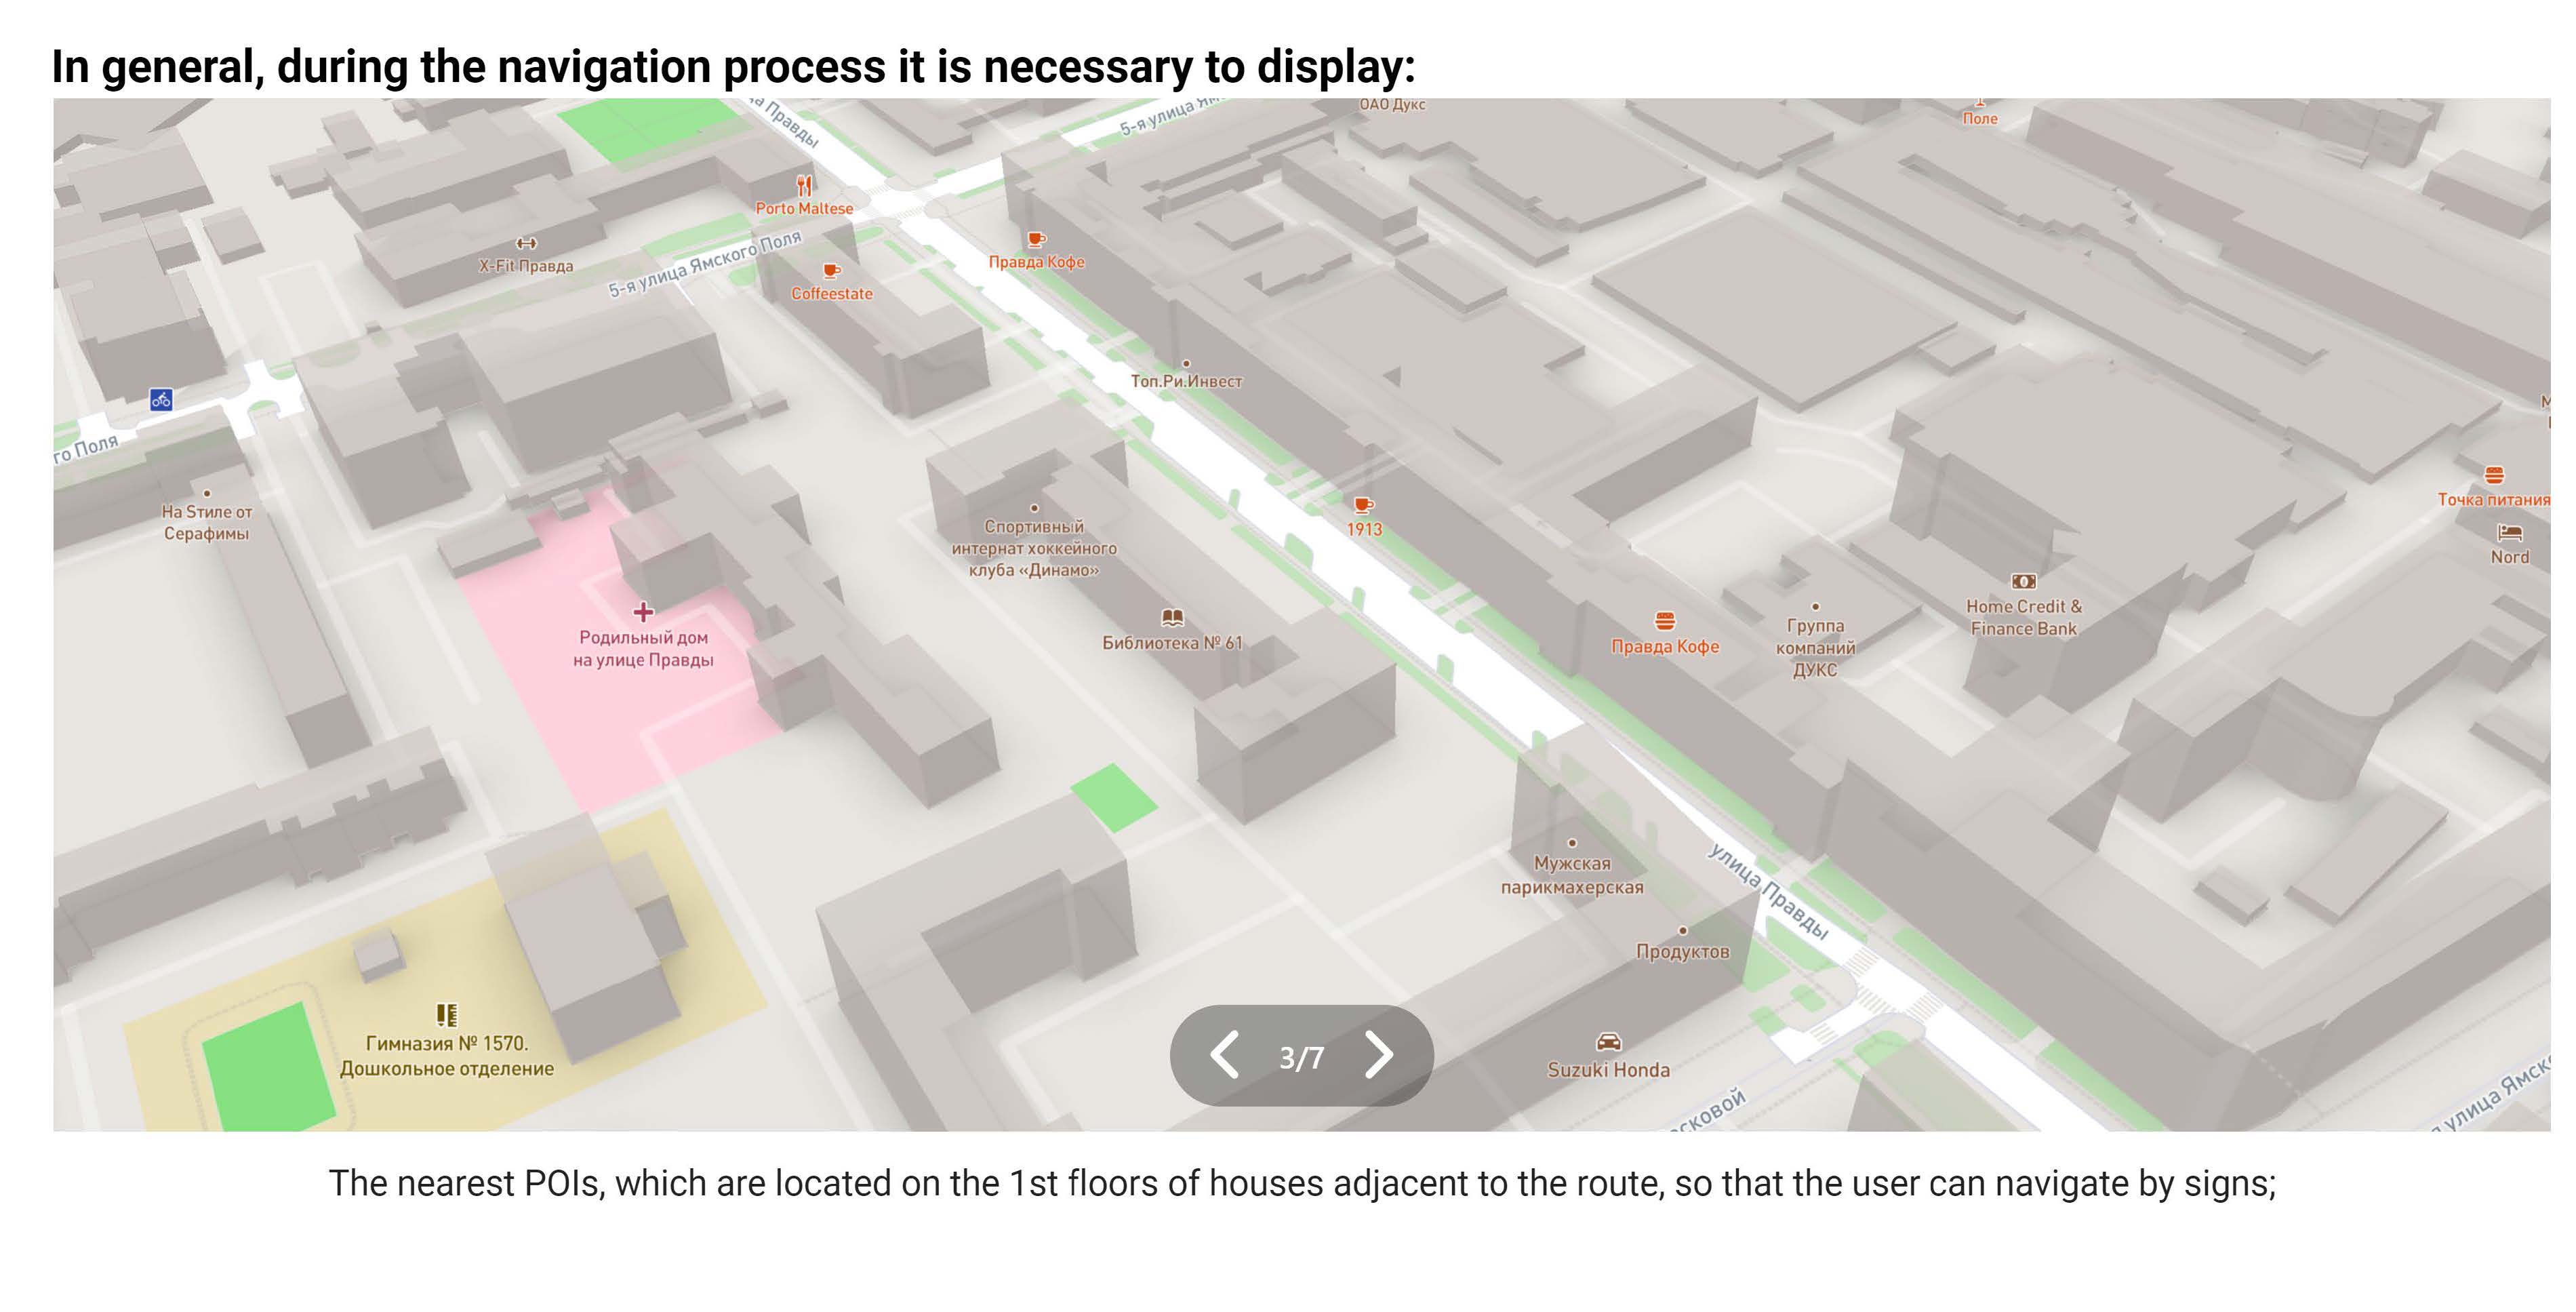 In general, during the navigation process it is necessary to display:
Правды
5-я улица
ОАО Дукс
Поле
Porto Maltese
X-Fit Правда
5-я улица Ямского Поля
Coffeestate
Правда Кофе
Топ.Ри.Инвест
Поля
На Sтиле от
Серафимы
Спортивный
интернат хоккейного
клуба «Динамо»
1913
Точка питания
Nord
Родильный дом
на улице Правды
Библиотека № 61
Правда Кофе
Группа
компаний
ДУКС
Home Credit &
Finance Bank
Мужская
парикмахерская
улица Правды
Продуктов
Гимназия № 1570.
Дошкольное отделение
3/7
Suzuki Honda
улица
The nearest POIs, which are located on the 1st floors of houses adjacent to the route, so that the user can navigate by signs;